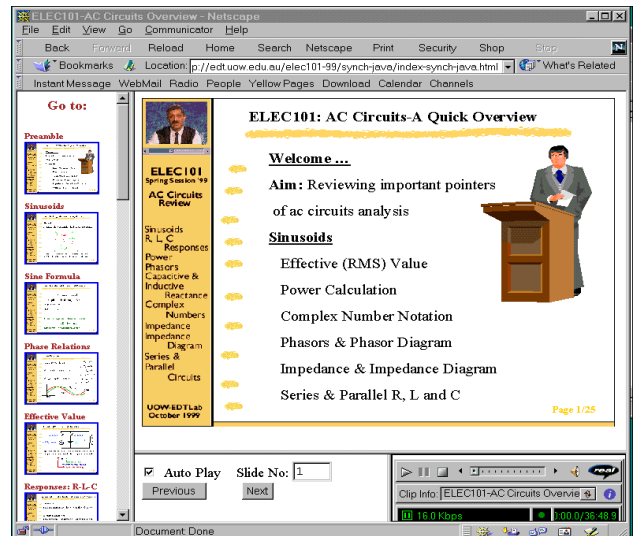 ELEC101-AC Circuits Overview - Netscape
File Edit View Go Communicator Help
Back Forward Reload Home Search Netscape Print Security Shop Stop
Bookmarks Location: p://edt.uow.edu.au/elec101-99/synch-java/index-synch-java.html What's Related
Instant Message WebMail Radio People Yellow Pages Download Calendar Channels
Go to:
Preamble
Sinusoids
Sine Formula
Phase Relations
Effective Value
Responses: R-L-C
ELEC101
Spring Session '99
AC Circuits
Review
Sinusoids
R, L, C
Responses
Power
Phasors
Capacitive &
Inductive
Reactance
Complex
Numbers
Impedance
Impedance
Diagram
Series &
Parallel
Circuits
UOW-EDTLab
October 1999
ELEC101: AC Circuits-A Quick Overview
Welcome ...
Aim: Reviewing important pointers
of ac circuits analysis
Sinusoids
Effective (RMS) Value
Power Calculation
Complex Number Notation
Phasors & Phasor Diagram
Impedance & Impedance Diagram
Series & Parallel R, L and C
Page 1/25
Auto Play Slide No: 1
Previous Next
real
Clip Info: ELEC101-AC Circuits Overvie
16.0 Kbps 0:00.0/36:48.9
Document: Done